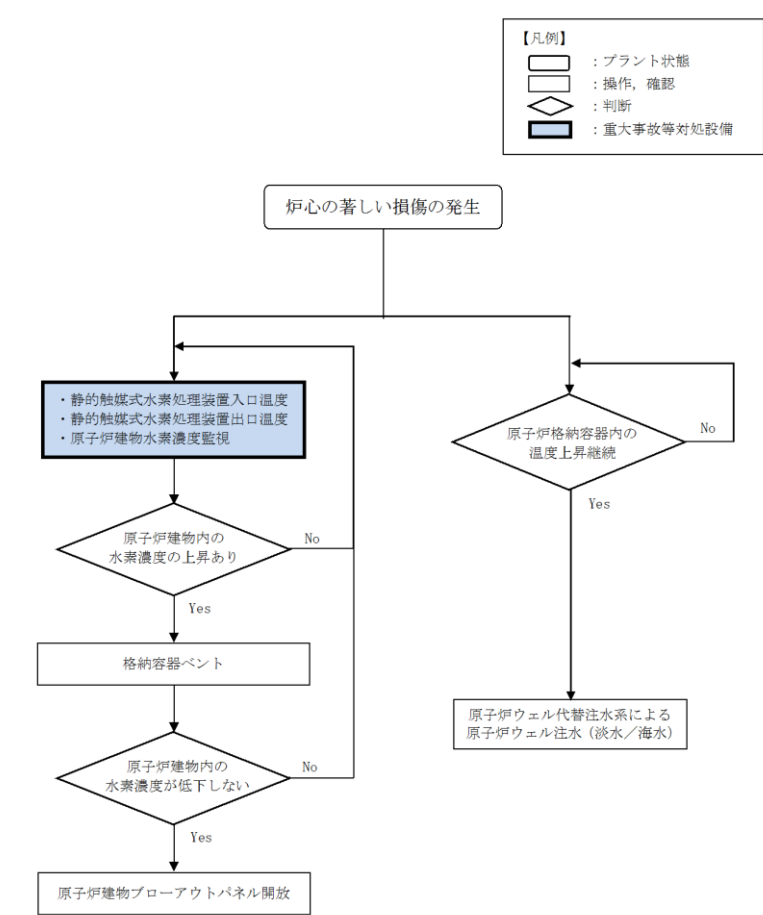 【凡例】
：プラント状態
：操作，確認
：判断
：重大事故等対処設備
炉心の著しい損傷の発生
・静的触媒式水素処理装置入口温度
・静的触媒式水素処理装置出口温度
・原子炉建物水素濃度監視
原子炉建物内の
水素濃度の上昇あり
No
Yes
格納容器ベント
原子炉建物内の
水素濃度が低下しない
No
Yes
原子炉建物ブローアウトパネル開放
原子炉格納容器内の
温度上昇継続
No
Yes
原子炉ウェル代替注水系による
原子炉ウェル注水（淡水／海水）